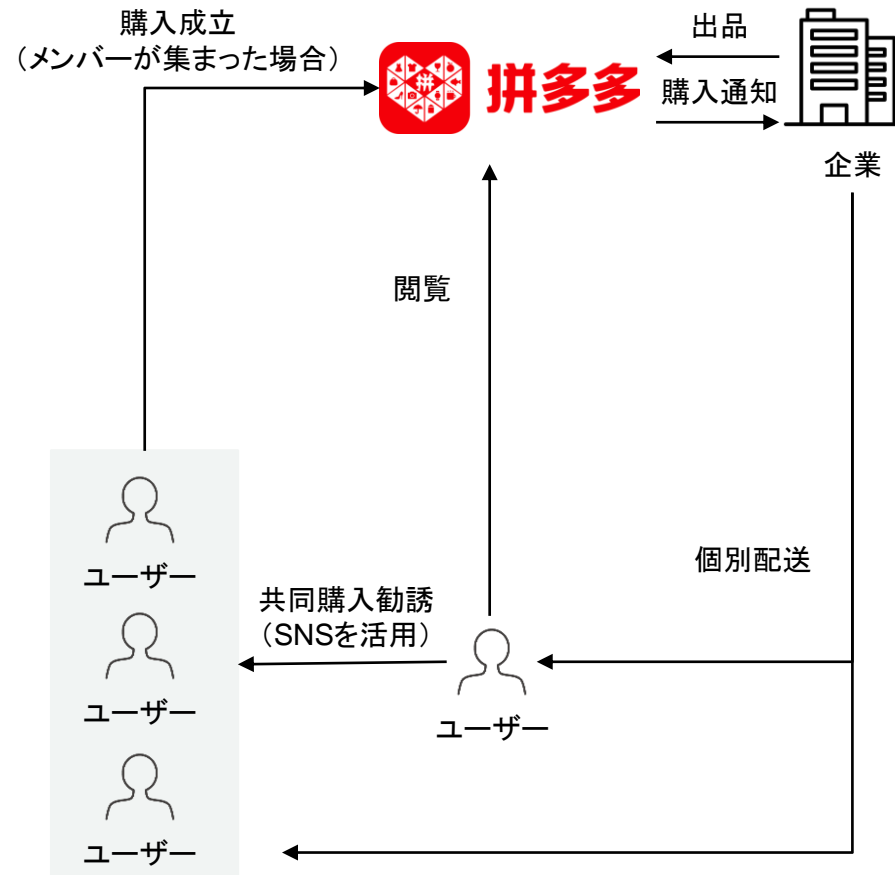 購入成立
（メンバーが集まった場合）
拼
拼多多
出品
購入通知
企業
閲覧
個別配送
ユーザー
共同購入勧誘
（SNSを活用）
ユーザー
ユーザー
ユーザー